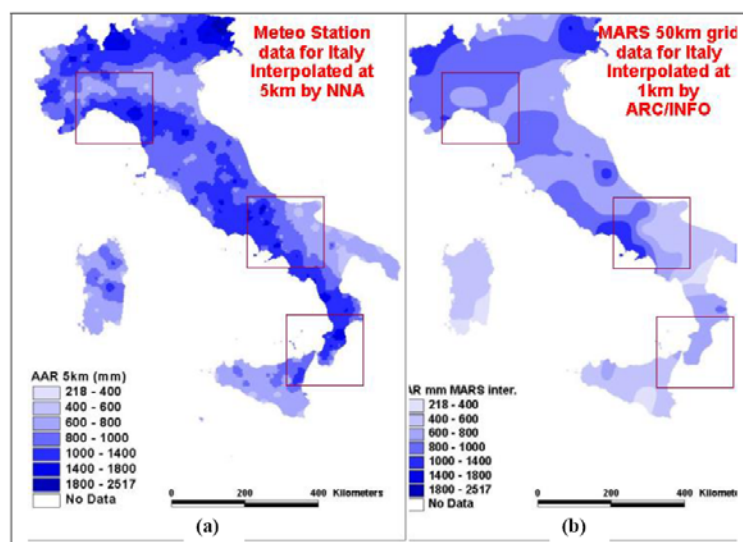 Meteo Station
data for Italy
Interpolated at
5km by NNA
AAR 5km (mm)
218 - 400
400 - 600
600 - 800
800 - 1000
1000 - 1400
1400 - 1800
1800 - 2517
No Data
0 200 400 Kilometers
(a)
MARS 50km grid
data for Italy
Interpolated at
1km by
ARC/INFO
AR mm MARS inter.
218 - 400
400 - 600
600 - 800
800 - 1000
1000 - 1400
1400 - 1800
1800 - 2517
No Data
0 200 400 Kilomet
(b)